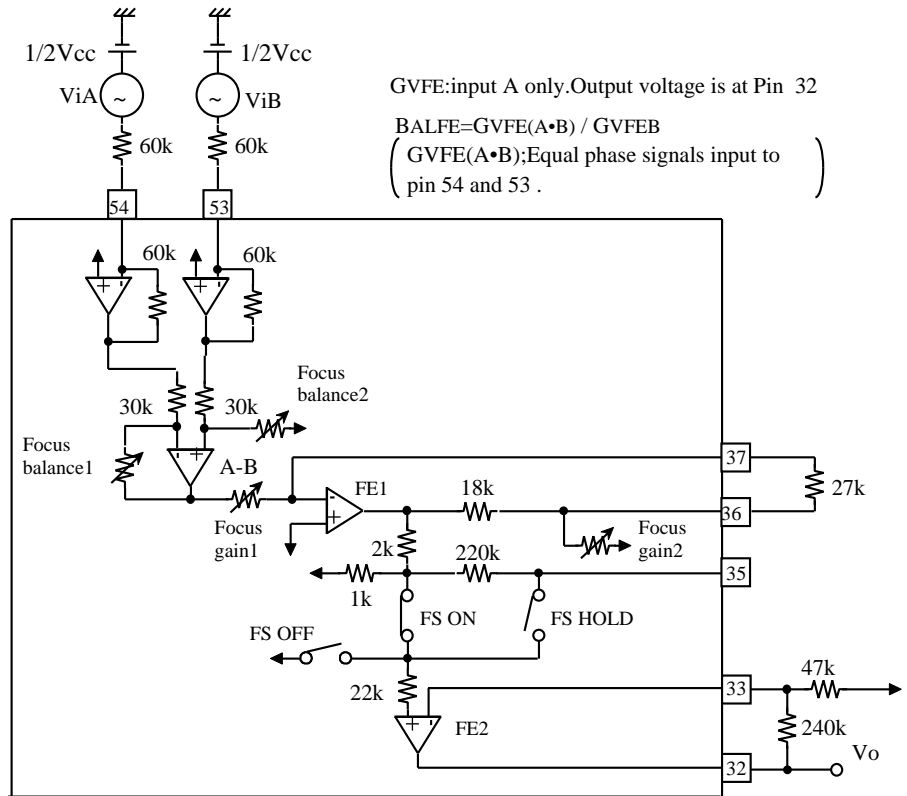 1/2Vcc
1/2Vcc
ViA
~
~
ViB
GVFE:input A only.Output voltage is at Pin 32
BALFE=GVFE(A•B) / GVFEB
GVFE(A•B);Equal phase signals input to
pin 54 and 53 .
60k
60k
54
53
60k
60k
+ -
+ -
30k
30k
Focus
balance2
Focus
balance1
- +
A-B
Focus
gain1
FE1
-
+
18k
37
27k
36
Focus
gain2
2k
220k
35
1k
FS ON
FS HOLD
FS OFF
22k
33
47k
+ -
FE2
240k
32
Vo